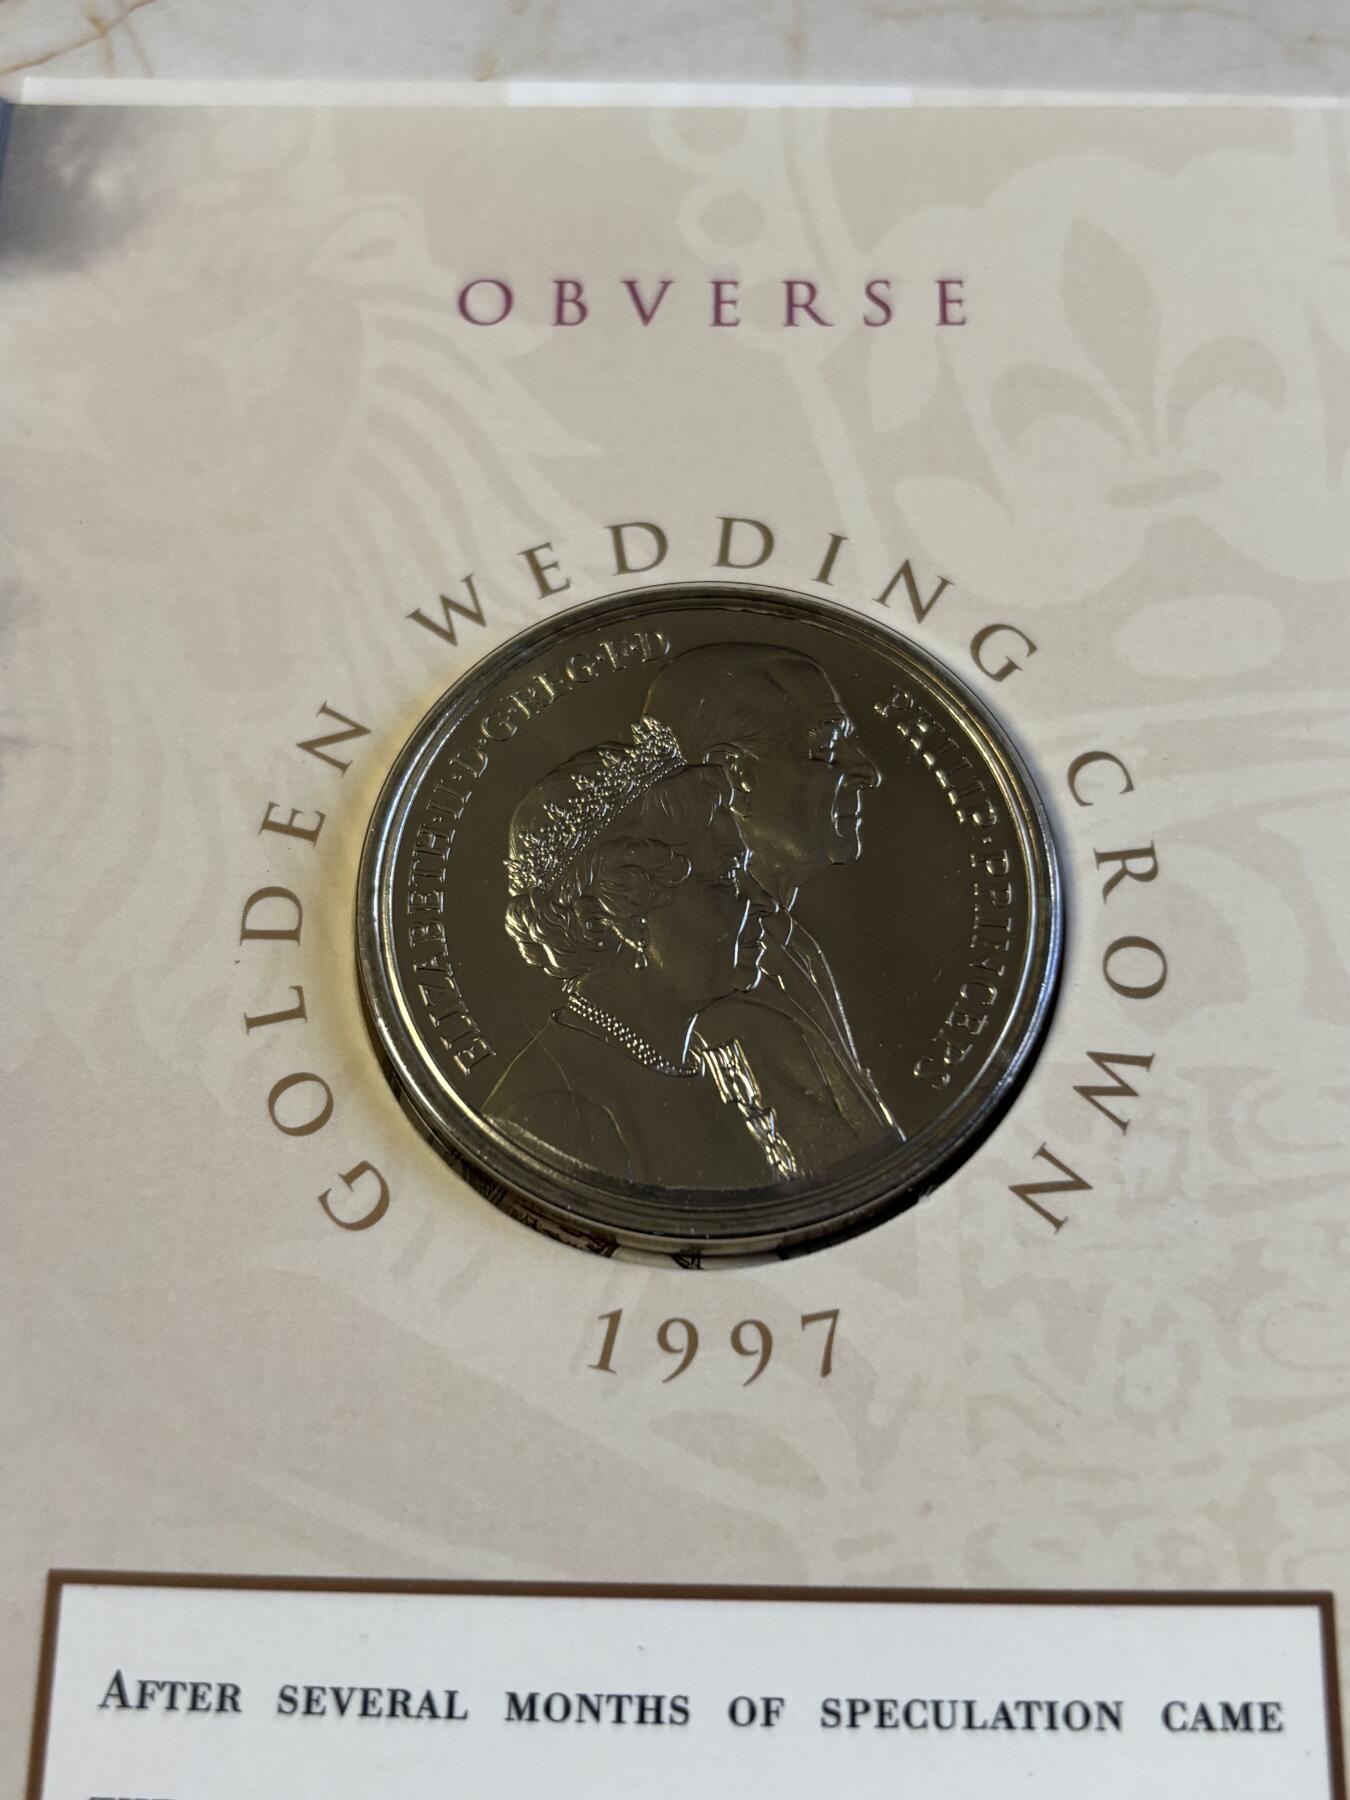 OBVERSE
GOLDEN WEDDING CROWN
ELIZABETH·II·D·G·REG·F·D
PHILIP·PRINCEPS
1997
AFTER SEVERAL MONTHS OF SPECULATION CAME